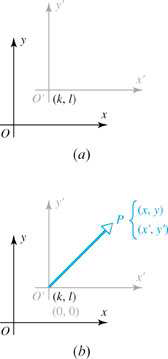 y'
y
x'
O'
(k, l)
x
O
(a)
y'
P
(x, y)
(x', y')
y
x'
O'
(k, l)
(0, 0)
x
O
(b)